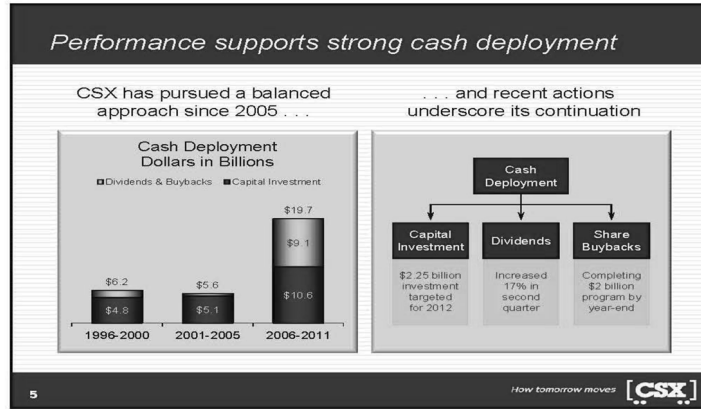 Performance supports strong cash deployment
CSX has pursued a balanced
approach since 2005 . . .
. . . and recent actions
underscore its continuation
Cash Deployment
Dollars in Billions
Dividends & Buybacks Capital Investment
$19.7
$9.1
$6.2
$5.6
$10.6
$4.8
$5.1
1996-2000 2001-2005 2006-2011
Cash
Deployment
Capital
Investment
Dividends
Share
Buybacks
$2.25 billion
investment
targeted
for 2012
Increased
17% in
second
quarter
Completing
$2 billion
program by
year-end
5
How tomorrow moves [CSX]